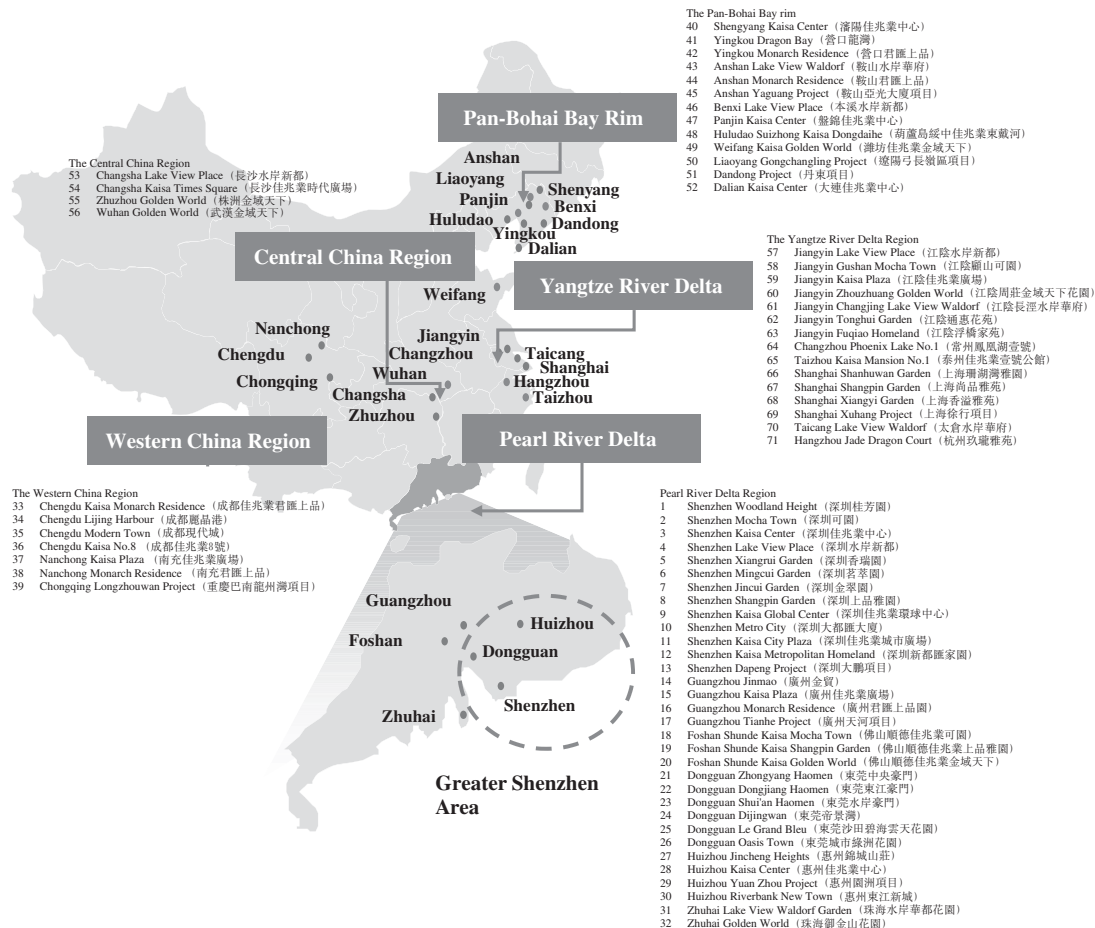 The Pan-Bohai Bay rim
40 Shengyang Kaisa Center (瀋陽佳兆業中心)
41 Yingkou Dragon Bay (營口龍灣)
42 Yingkou Monarch Residence (營口君匯上品)
43 Anshan Lake View Waldorf (鞍山水岸華府)
44 Anshan Monarch Residence (鞍山君匯上品)
45 Anshan Yaguang Project (鞍山亞光大廈項目)
46 Benxi Lake View Place (本溪水岸新都)
47 Panjin Kaisa Center (盤錦佳兆業中心)
48 Huludao Suizhong Kaisa Dongdaihe (葫蘆島綏中佳兆業東戴河)
49 Weifang Kaisa Golden World (濰坊佳兆業金域天下)
50 Liaoyang Gongchangling Project (遼陽弓長嶺區項目)
51 Dandong Project (丹東項目)
52 Dalian Kaisa Center (大連佳兆業中心)
Pan-Bohai Bay Rim
The Central China Region
53 Changsha Lake View Place (長沙水岸新都)
54 Changsha Kaisa Times Square (長沙佳兆業時代廣場)
55 Zhuzhou Golden World (株洲金域天下)
56 Wuhan Golden World (武漢金域天下)
Anshan
Liaoyang
Panjin
Huludao
Yingkou
Shenyang
Benxi
Dandong
Dalian
Central China Region
Weifang
Yangtze River Delta
The Yangtze River Delta Region
57 Jiangyin Lake View Place (江陰水岸新都)
58 Jiangyin Gushan Mocha Town (江陰顧山可園)
59 Jiangyin Kaisa Plaza (江陰佳兆業廣場)
60 Jiangyin Zhouzhuang Golden World (江陰周莊金域天下花園)
61 Jiangyin Changjing Lake View Waldorf (江陰長涇水岸華府)
62 Jiangyin Tonghui Garden (江陰通惠花苑)
63 Jiangyin Fuqiao Homeland (江陰浮橋家苑)
64 Changzhou Phoenix Lake No.1 (常州鳳凰湖壹號)
65 Taizhou Kaisa Mansion No.1 (泰州佳兆業壹號公館)
66 Shanghai Shanhuwan Garden (上海珊湖灣雅園)
67 Shanghai Shangpin Garden (上海尚品雅苑)
68 Shanghai Xiangyi Garden (上海香溢雅苑)
69 Shanghai Xuhang Project (上海徐行項目)
70 Taicang Lake View Waldorf (太倉水岸華府)
71 Hangzhou Jade Dragon Court (杭州玖瓏雅苑)
Nanchong
Chengdu
Chongqing
Jiangyin
Changzhou
Wuhan
Changsha
Zhuzhou
Taicang
Shanghai
Hangzhou
Taizhou
Western China Region
Pearl River Delta
The Western China Region
33 Chengdu Kaisa Monarch Residence (成都佳兆業君匯上品)
34 Chengdu Lijing Harbour (成都麗晶港)
35 Chengdu Modern Town (成都現代城)
36 Chengdu Kaisa No.8 (成都佳兆業8號)
37 Nanchong Kaisa Plaza (南充佳兆業廣場)
38 Nanchong Monarch Residence (南充君匯上品)
39 Chongqing Longzhouwan Project (重慶巴南龍州灣項目)
Guangzhou
Foshan
Zhuhai
Huizhou
Dongguan
Shenzhen
Greater Shenzhen
Area
Pearl River Delta Region
1 Shenzhen Woodland Height (深圳桂芳園)
2 Shenzhen Mocha Town (深圳可園)
3 Shenzhen Kaisa Center (深圳佳兆業中心)
4 Shenzhen Lake View Place (深圳水岸新都)
5 Shenzhen Xiangrui Garden (深圳香瑞園)
6 Shenzhen Mingcui Garden (深圳茗萃園)
7 Shenzhen Jincui Garden (深圳金翠園)
8 Shenzhen Shangpin Garden (深圳上品雅園)
9 Shenzhen Kaisa Global Center (深圳佳兆業環球中心)
10 Shenzhen Metro City (深圳大都匯大廈)
11 Shenzhen Kaisa City Plaza (深圳佳兆業城市廣場)
12 Shenzhen Kaisa Metropolitan Homeland (深圳新都匯家園)
13 Shenzhen Dapeng Project (深圳大鵬項目)
14 Guangzhou Jinmao (廣州金貿)
15 Guangzhou Kaisa Plaza (廣州佳兆業廣場)
16 Guangzhou Monarch Residence (廣州君匯上品園)
17 Guangzhou Tianhe Project (廣州天河項目)
18 Foshan Shunde Kaisa Mocha Town (佛山順德佳兆業可園)
19 Foshan Shunde Kaisa Shangpin Garden (佛山順德佳兆業上品雅園)
20 Foshan Shunde Kaisa Golden World (佛山順德佳兆業金域天下)
21 Dongguan Zhongyang Haomen (東莞中央豪門)
22 Dongguan Dongjiang Haomen (東莞東江豪門)
23 Dongguan Shui'an Haomen (東莞水岸豪門)
24 Dongguan Dijingwan (東莞帝景灣)
25 Dongguan Le Grand Bleu (東莞沙田碧海雲天花園)
26 Dongguan Oasis Town (東莞城市綠洲花園)
27 Huizhou Jincheng Heights (惠州錦城山莊)
28 Huizhou Kaisa Center (惠州佳兆業中心)
29 Huizhou Yuan Zhou Project (惠州園洲項目)
30 Huizhou Riverbank New Town (惠州東江新城)
31 Zhuhai Lake View Waldorf Garden (珠海水岸華都花園)
32 Zhuhai Golden World (珠海御金山花園)